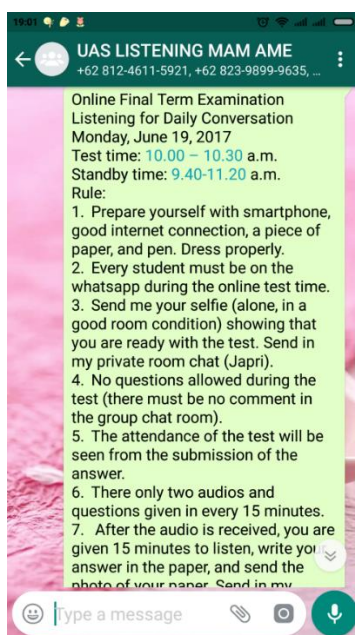 19:01
UAS LISTENING MAM AME
+62 812-4611-5921, +62 823-9899-9635, ...
Online Final Term Examination
Listening for Daily Conversation
Monday, June 19, 2017
Test time: 10.00 – 10.30 a.m.
Standby time: 9.40-11.20 a.m.
Rule:
1. Prepare yourself with smartphone,
good internet connection, a piece of
paper, and pen. Dress properly.
2. Every student must be on the
whatsapp during the online test time.
3. Send me your selfie (alone, in a
good room condition) showing that
you are ready with the test. Send in
my private room chat (Japri).
4. No questions allowed during the
test (there must be no comment in
the group chat room).
5. The attendance of the test will be
seen from the submission of the
answer.
6. There only two audios and
questions given in every 15 minutes.
7. After the audio is received, you are
given 15 minutes to listen, write your
answer in the paper, and send the
photo of your paper. Send in my
Type a message